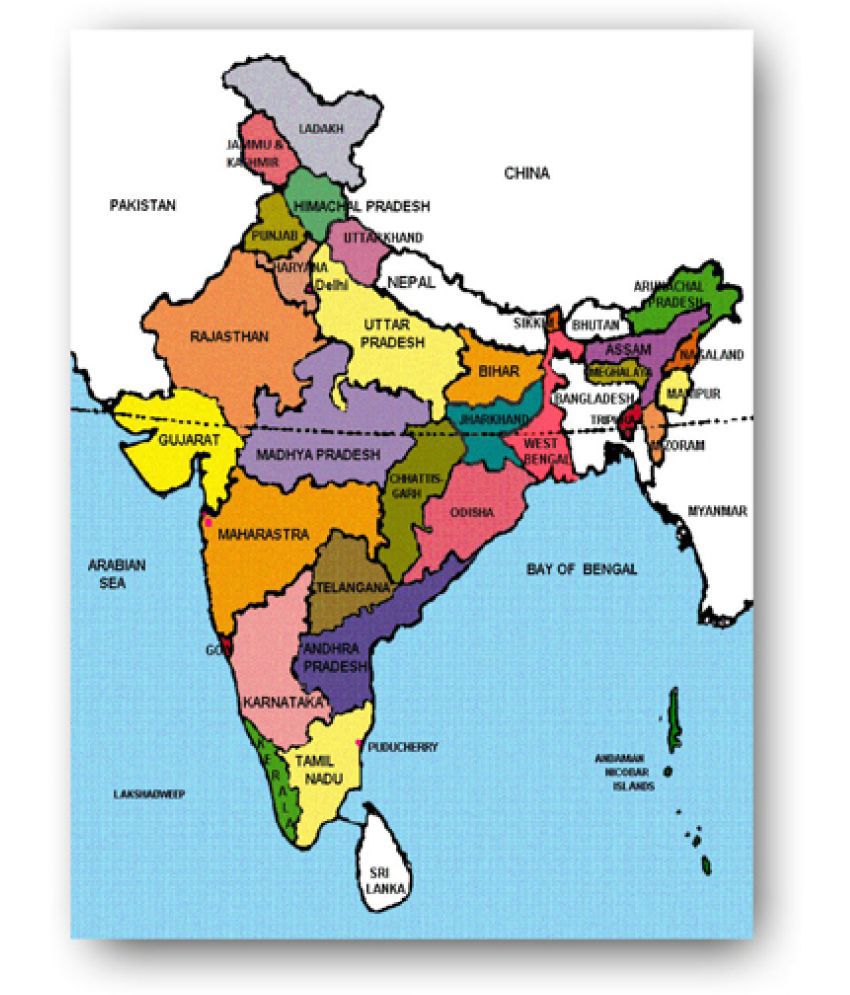 LADAKH
JAMMU &
KASHMIR
CHINA
PAKISTAN
HIMACHAL PRADESH
PUNJAB
UTTARKHAND
HARYANA
Delhi
NEPAL
ARUNACHAL
PRADESH
SIKKIM
BHUTAN
RAJASTHAN
UTTAR
PRADESH
ASSAM
NAGALAND
BIHAR
MEGHALAYA
MANIPUR
BANGLADESH
JHARKHAND
TRIPURA
GUJARAT
WEST
BENGAL
MIZORAM
MADHYA PRADESH
CHHATTIS-
GARH
ODISHA
MYANMAR
MAHARASTRA
ARABIAN
SEA
BAY OF BENGAL
TELANGANA
GOA
ANDHRA
PRADESH
KARNATAKA
PUDUCHERRY
KERALA
TAMIL
NADU
ANDAMAN
NICOBAR
ISLANDS
LAKSHADWEEP
SRI
LANKA